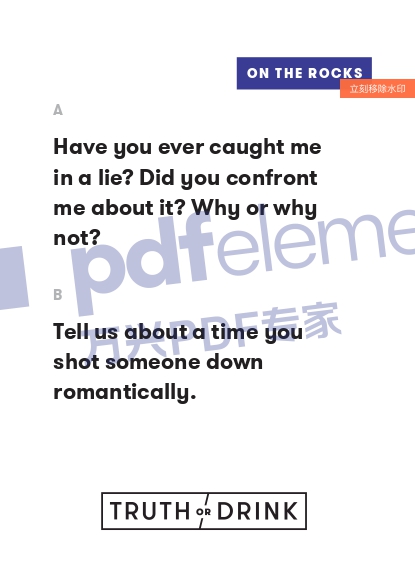 ON THE ROCKS
立刻移除水印
A
Have you ever caught me
in a lie? Did you confront
me about it? Why or why
not?
pdfeleme
B
Tell us about a time you
万兴PDF专家
shot someone down
romantically.
TRUTH OR DRINK